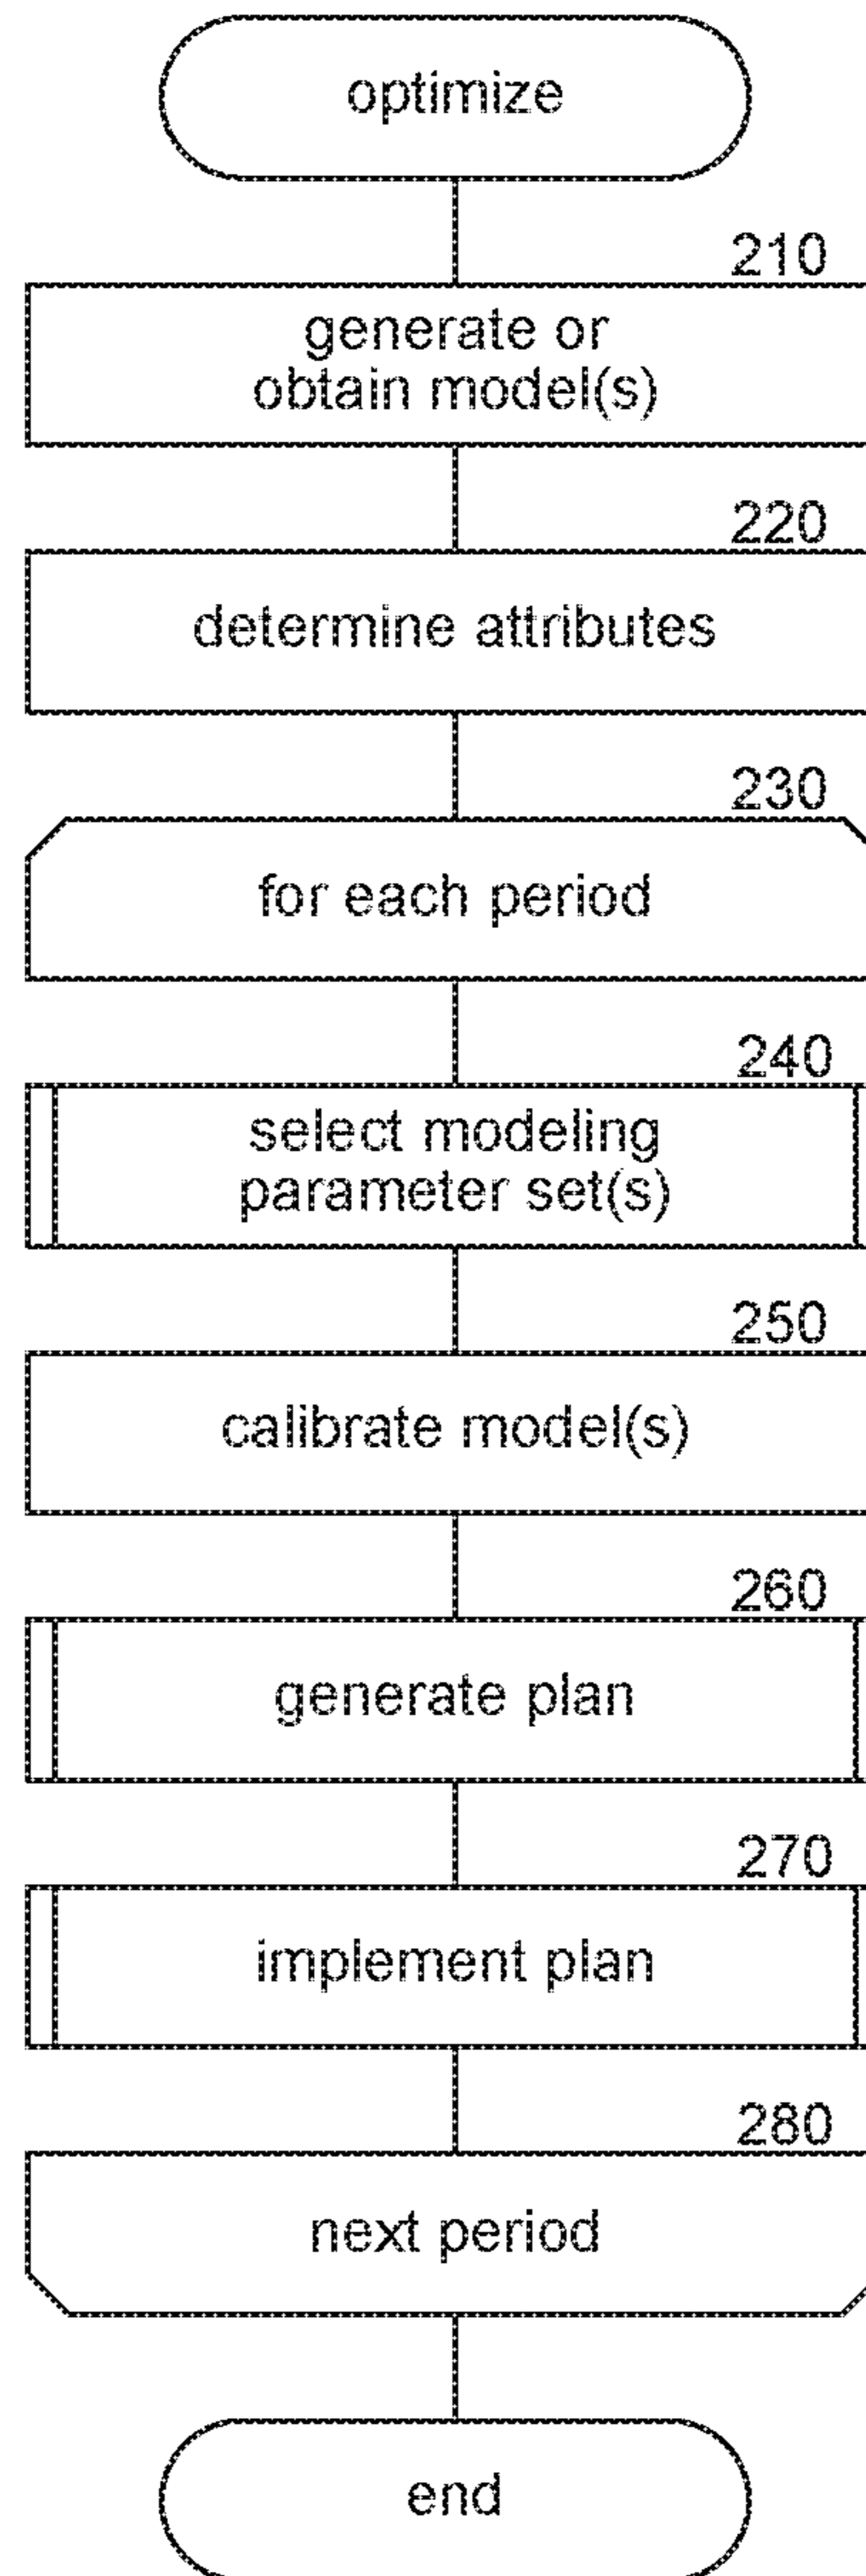 optimize
210
generate or
obtain model(s)
220
determine attributes
230
for each period
240
select modeling
parameter set(s)
250
calibrate model(s)
260
generate plan
270
implement plan
280
next period
end